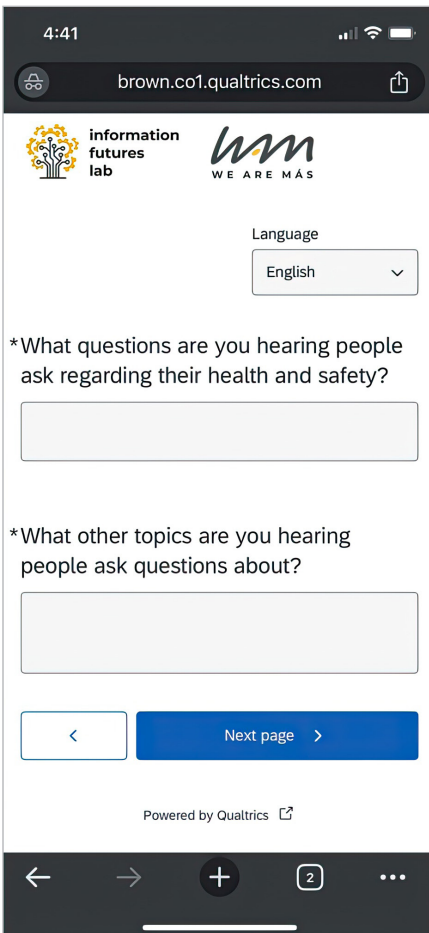 4:41
brown.co1.qualtrics.com
information
futures
lab
WE ARE MÁS
Language
English
*What questions are you hearing people
ask regarding their health and safety?
*What other topics are you hearing
people ask questions about?
Next page
Powered by Qualtrics
2